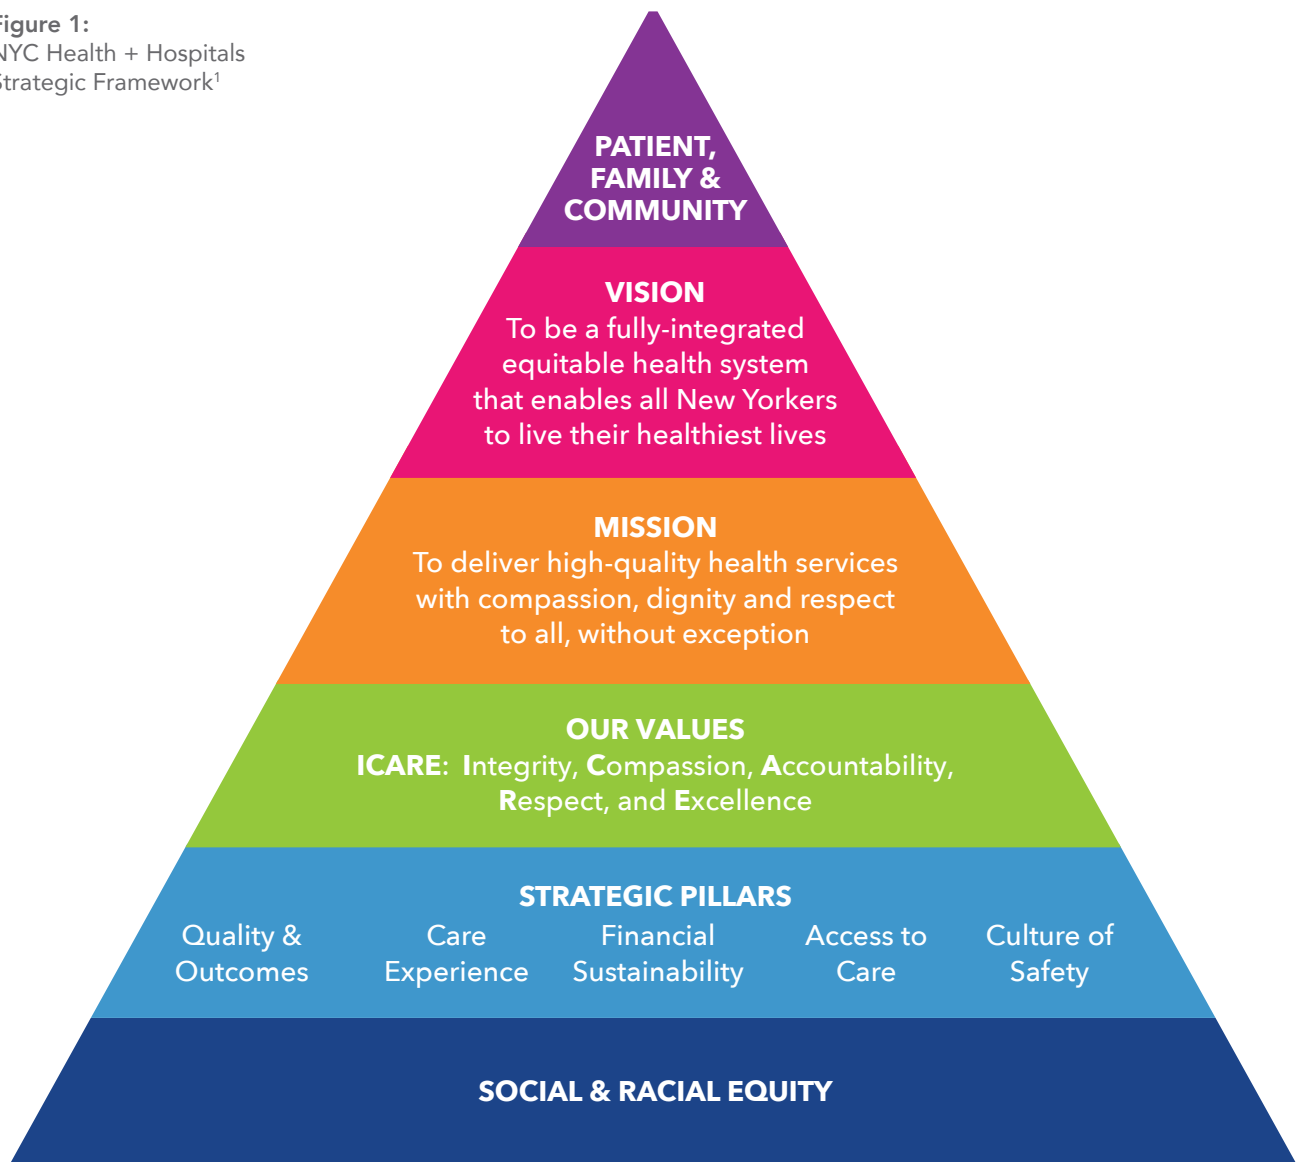 Figure 1:
NYC Health + Hospitals
Strategic Framework¹
PATIENT,
FAMILY &
COMMUNITY
VISION
To be a fully-integrated
equitable health system
that enables all New Yorkers
to live their healthiest lives
MISSION
To deliver high-quality health services
with compassion, dignity and respect
to all, without exception
OUR VALUES
ICARE: Integrity, Compassion, Accountability,
Respect, and Excellence
STRATEGIC PILLARS
Quality &
Outcomes
Care
Experience
Financial
Sustainability
Access to
Care
Culture of
Safety
SOCIAL & RACIAL EQUITY